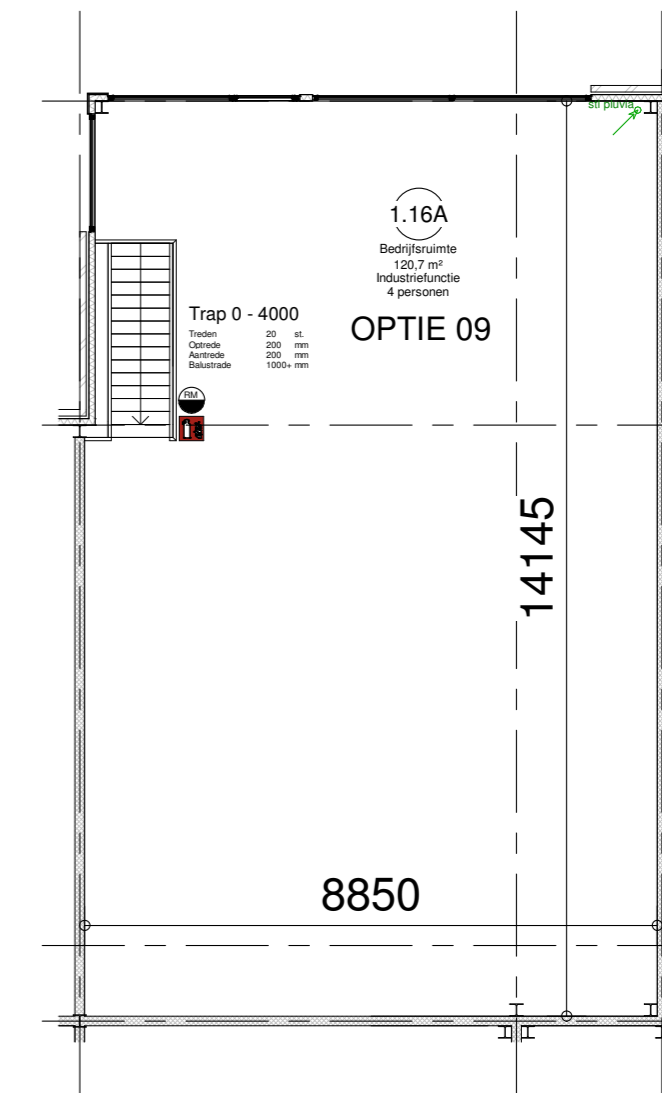 stl pluvia
1.16A
Bedrijfsruimte
120,7 m²
Industriefunctie
4 personen
OPTIE 09
Trap 0 - 4000
Treden 20 st.
Optrede 200 mm
Aantrede 200 mm
Balustrade 1000+ mm
RM
14145
8850